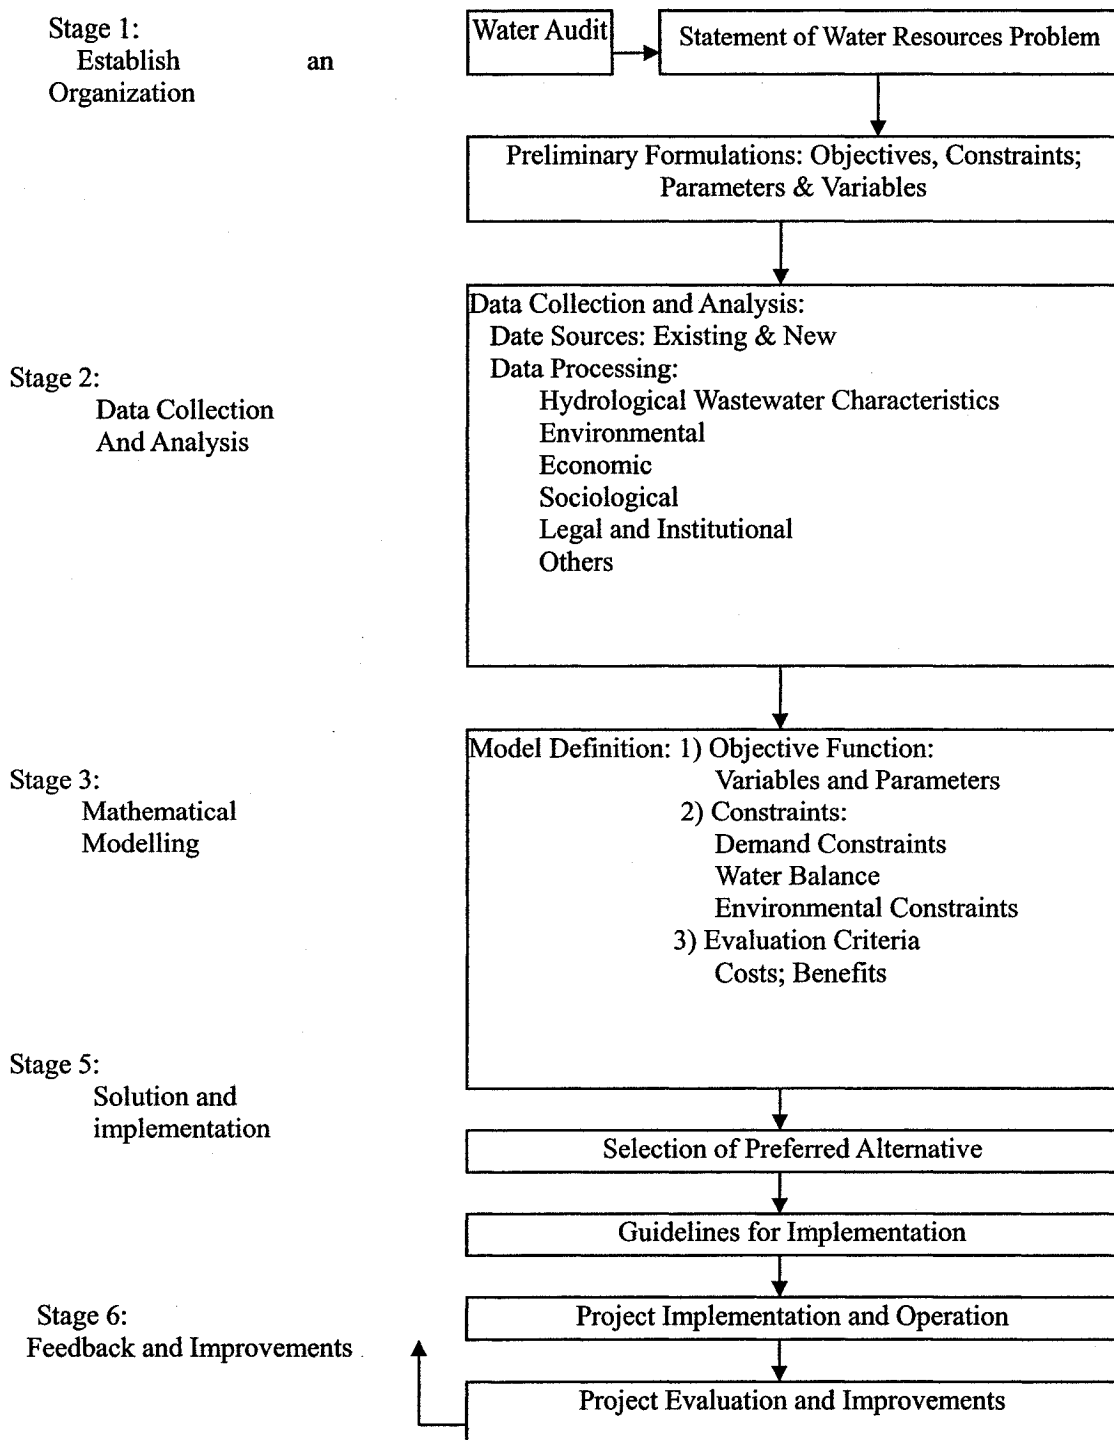 Stage 1:
Establish an
Organization
Water Audit
Statement of Water Resources Problem
Preliminary Formulations: Objectives, Constraints;
Parameters & Variables
Stage 2:
Data Collection
And Analysis
Data Collection and Analysis:
Date Sources: Existing & New
Data Processing:
Hydrological Wastewater Characteristics
Environmental
Economic
Sociological
Legal and Institutional
Others
Stage 3:
Mathematical
Modelling
Model Definition: 1) Objective Function:
Variables and Parameters
2) Constraints:
Demand Constraints
Water Balance
Environmental Constraints
3) Evaluation Criteria
Costs; Benefits
Stage 5:
Solution and
implementation
Selection of Preferred Alternative
Guidelines for Implementation
Stage 6:
Feedback and Improvements
Project Implementation and Operation
Project Evaluation and Improvements